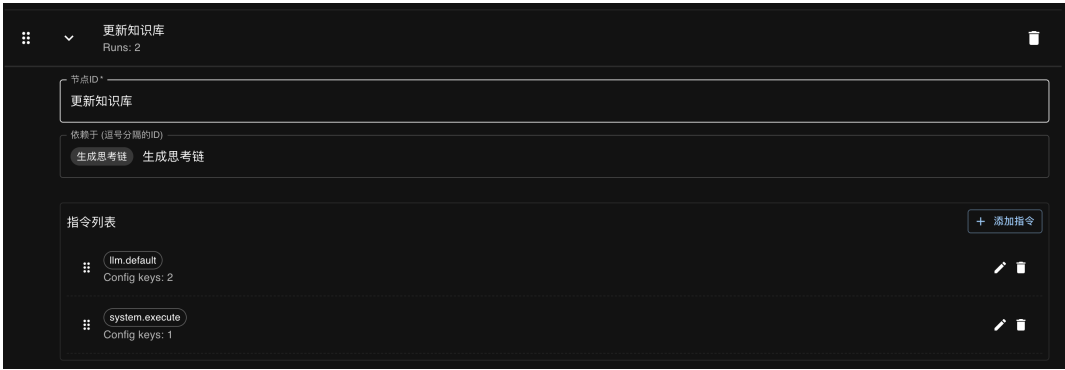 更新知识库
Runs: 2
节点ID *
更新知识库
依赖于 (逗号分隔的ID)
生成思考链 生成思考链
指令列表
+ 添加指令
llm.default
Config keys: 2
system.execute
Config keys: 1